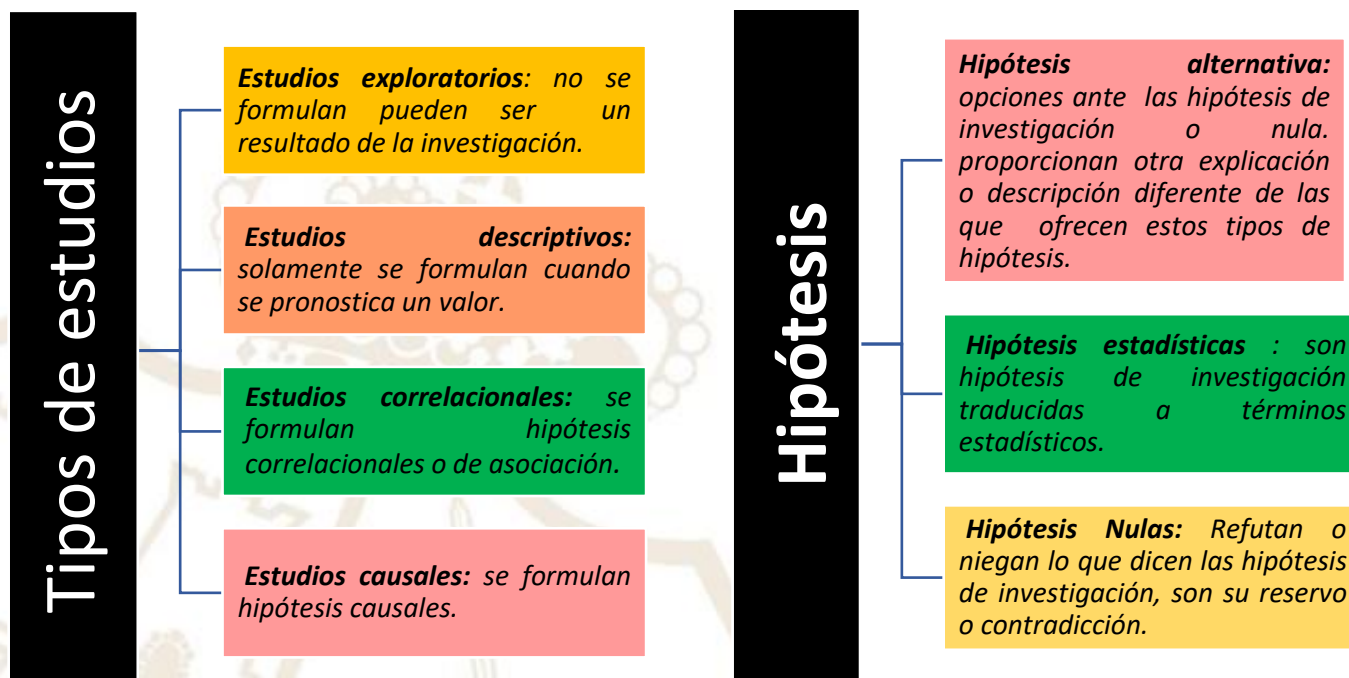 Tipos de estudios
Estudios exploratorios: no se
formulan pueden ser un
resultado de la investigación.
Estudios descriptivos:
solamente se formulan cuando
se pronostica un valor.
Estudios correlacionales: se
formulan hipótesis
correlacionales o de asociación.
Estudios causales: se formulan
hipótesis causales.
Hipótesis
Hipótesis alternativa:
opciones ante las hipótesis de
investigación o nula.
proporcionan otra explicación
o descripción diferente de las
que ofrecen estos tipos de
hipótesis.
Hipótesis estadísticas : son
hipótesis de investigación
traducidas a términos
estadísticos.
Hipótesis Nulas: Refutan o
niegan lo que dicen las hipótesis
de investigación, son su reservo
o contradicción.